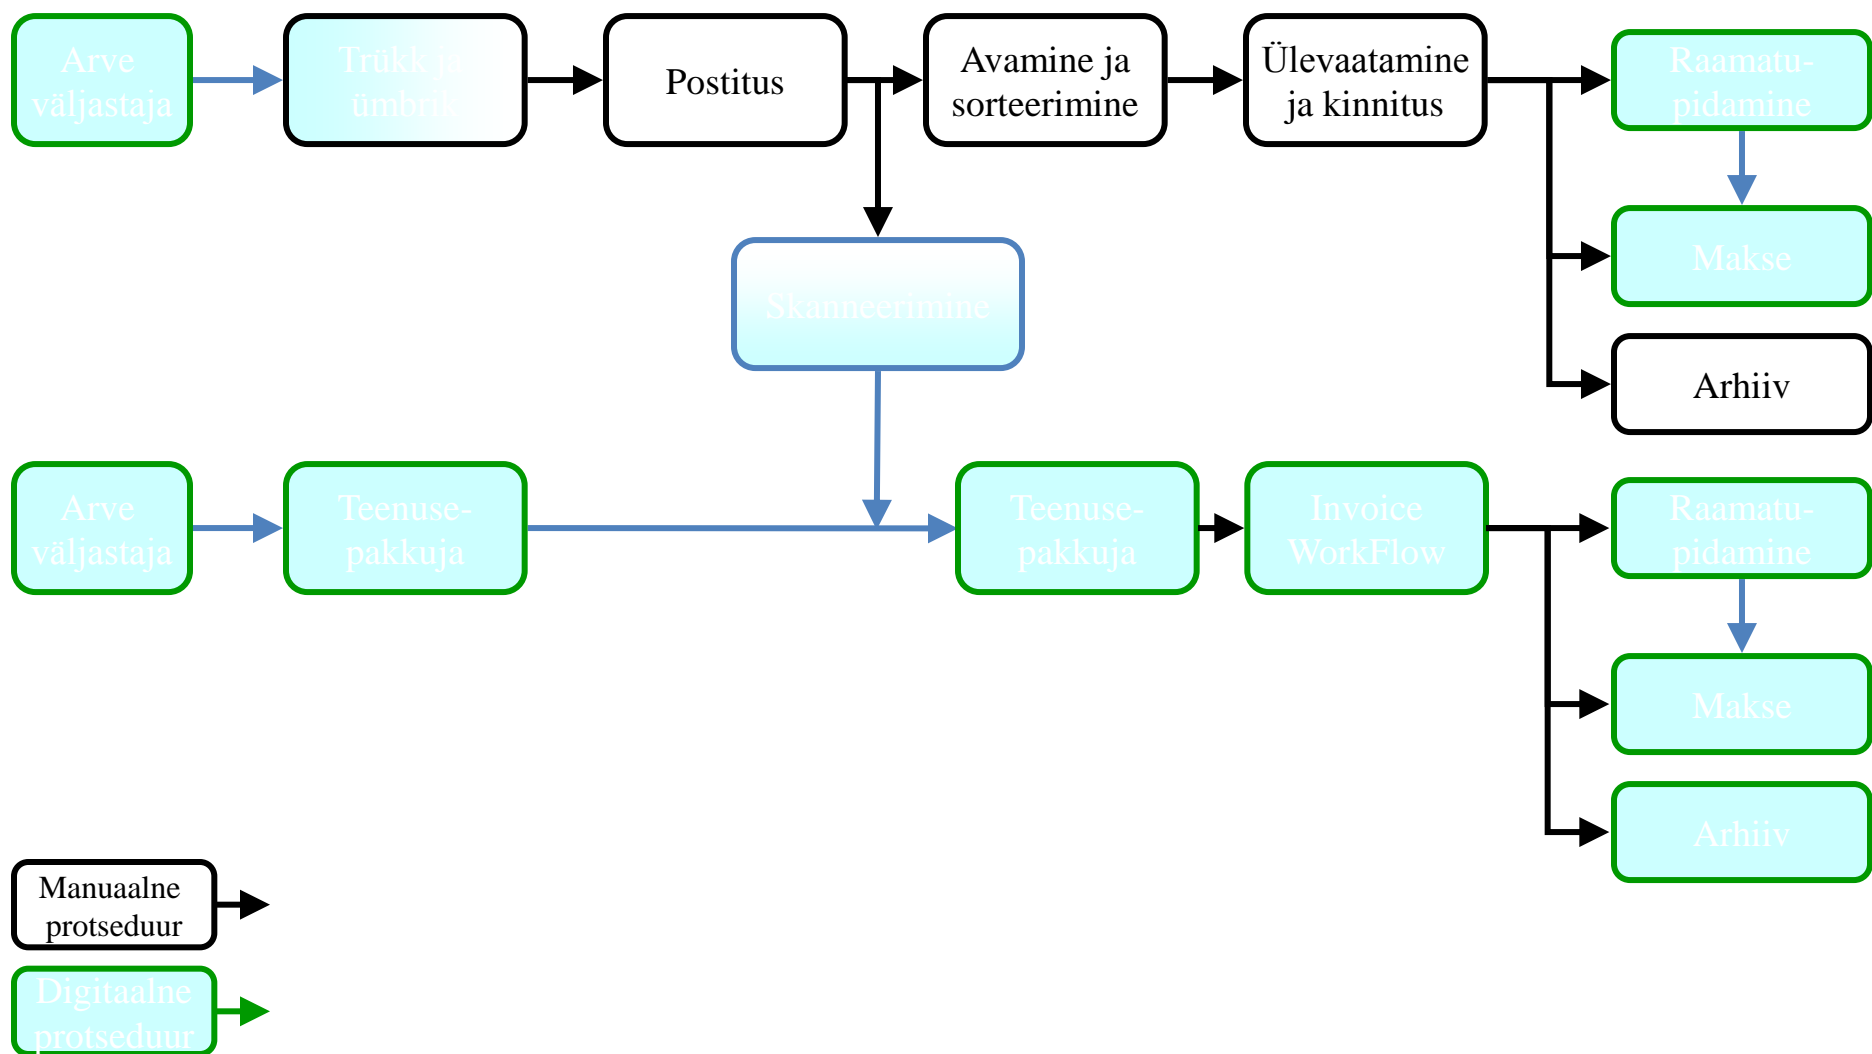 Arve
väljastaja
Trükk ja
ümbrik
Postitus
Avamine ja
sorteerimine
Ülevaatamine
ja kinnitus
Raamatu-
pidamine
Makse
Arhiiv
Skanneerimine
Arve
väljastaja
Teenuse-
pakkuja
Teenuse-
pakkuja
Invoice
WorkFlow
Raamatu-
pidamine
Makse
Arhiiv
Manuaalne
protseduur
Digitaalne
protseduur